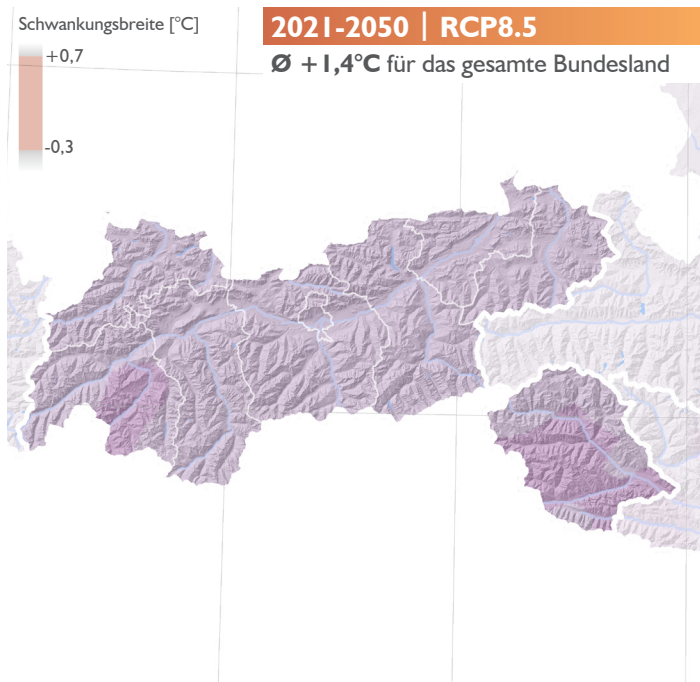 Schwankungsbreite [°C]
+0,7
-0,3
2021-2050 | RCP8.5
Ø +1,4°C für das gesamte Bundesland